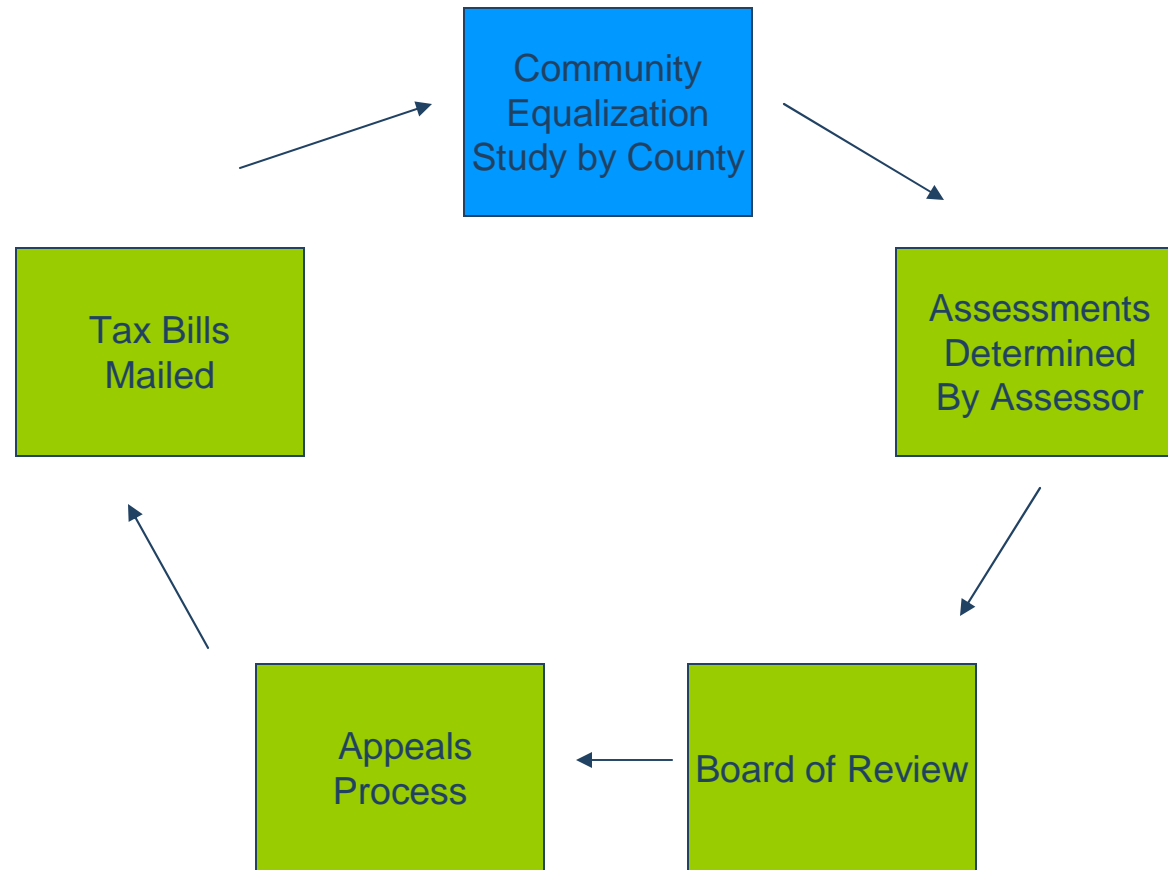 Community
Equalization
Study by County
Assessments
Determined
By Assessor
Board of Review
Appeals
Process
Tax Bills
Mailed